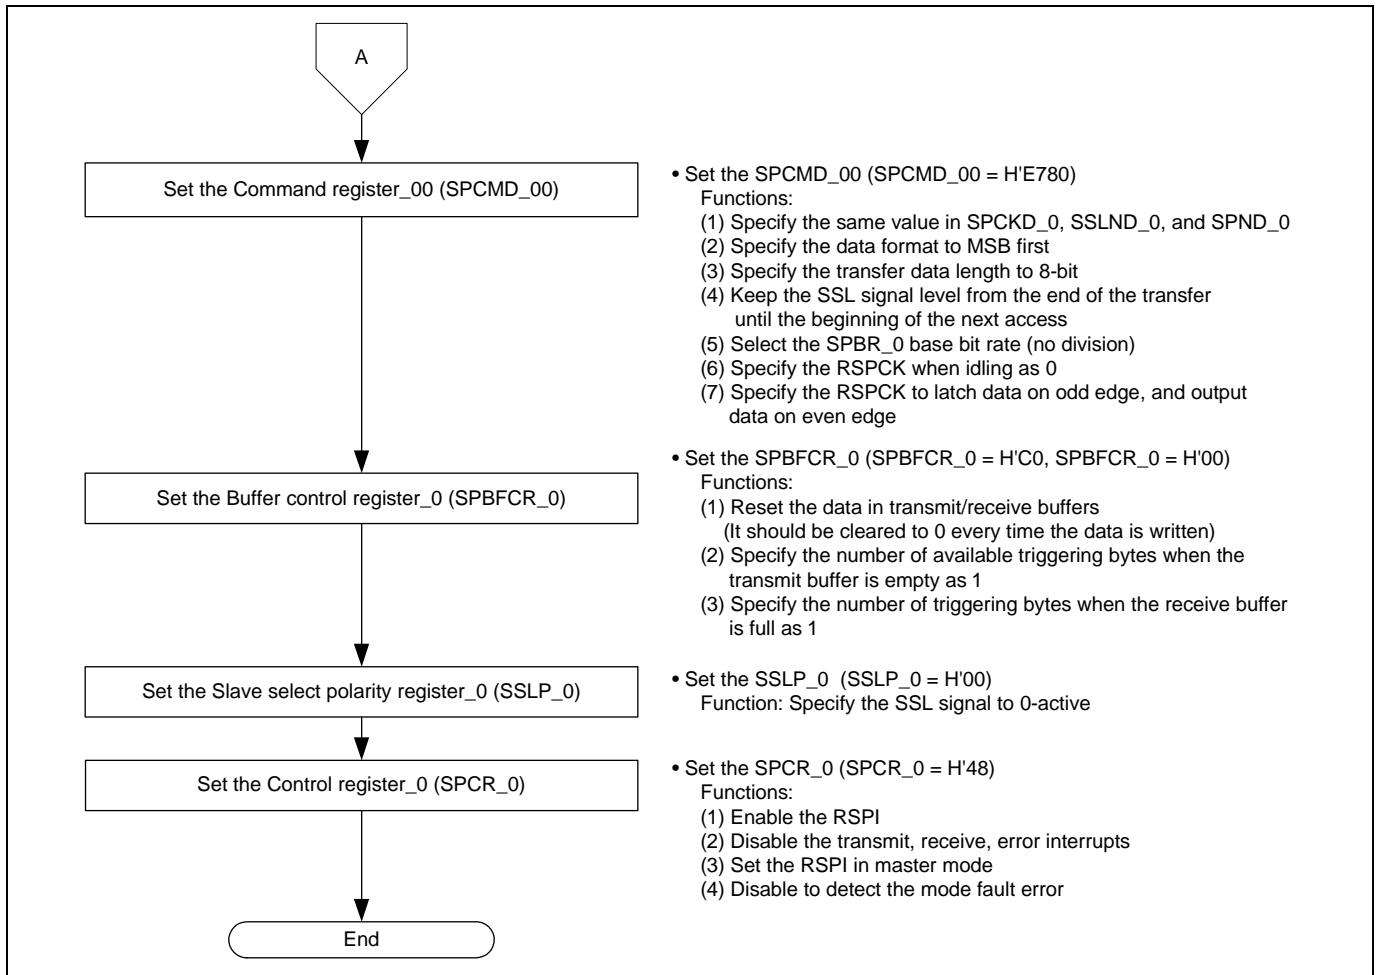 A
Set the Command register_00 (SPCMD_00)
• Set the SPCMD_00 (SPCMD_00 = H'E780)
Functions:
(1) Specify the same value in SPCKD_0, SSLND_0, and SPND_0
(2) Specify the data format to MSB first
(3) Specify the transfer data length to 8-bit
(4) Keep the SSL signal level from the end of the transfer
until the beginning of the next access
(5) Select the SPBR_0 base bit rate (no division)
(6) Specify the RSPCK when idling as 0
(7) Specify the RSPCK to latch data on odd edge, and output
data on even edge
Set the Buffer control register_0 (SPBFCR_0)
• Set the SPBFCR_0 (SPBFCR_0 = H'C0, SPBFCR_0 = H'00)
Functions:
(1) Reset the data in transmit/receive buffers
(It should be cleared to 0 every time the data is written)
(2) Specify the number of available triggering bytes when the
transmit buffer is empty as 1
(3) Specify the number of triggering bytes when the receive buffer
is full as 1
Set the Slave select polarity register_0 (SSLP_0)
• Set the SSLP_0 (SSLP_0 = H'00)
Function: Specify the SSL signal to 0-active
Set the Control register_0 (SPCR_0)
• Set the SPCR_0 (SPCR_0 = H'48)
Functions:
(1) Enable the RSPI
(2) Disable the transmit, receive, error interrupts
(3) Set the RSPI in master mode
(4) Disable to detect the mode fault error
End